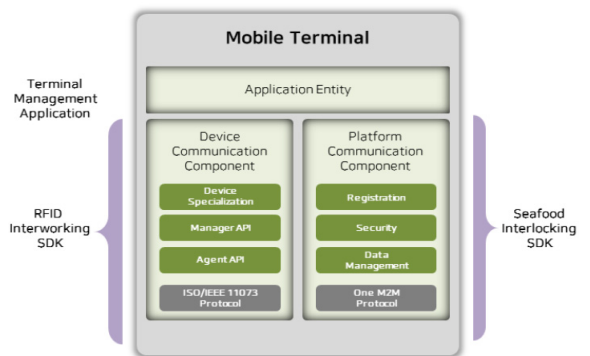 Mobile Terminal
Terminal
Management
Application
Application Entity
RFID
Interworking
SDK
Device
Communication
Component
Device
Specialization
Manager API
Agent API
ISO/IEEE 11073
Protocol
Platform
Communication
Component
Registration
Security
Data
Management
One M2M
Protocol
Seafood
Interlocking
SDK